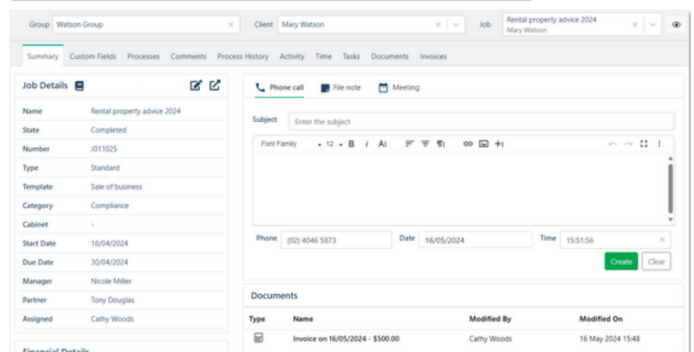 Group Watson Group Client Mary Watson Job Rental property advice 2024
Mary Watson
Summary Custom Fields Processes Comments Process History Activity Time Tasks Documents Invoices
Job Details
Name Rental property advice 2024
State Completed
Number J011025
Type Standard
Template Sale of business
Category Compliance
Cabinet -
Start Date 16/04/2024
Due Date 30/04/2024
Manager Nicole Miller
Partner Tony Douglas
Assigned Cathy Woods
Financial Details
Phone call File note Meeting
Subject Enter the subject
Font Family 12 B i A
Phone (02) 4046 5873 Date 16/05/2024 Time 15:51:56
Create Clear
Documents
Type Name Modified By Modified On
Invoice on 16/05/2024 - $500.00 Cathy Woods 16 May 2024 15:48